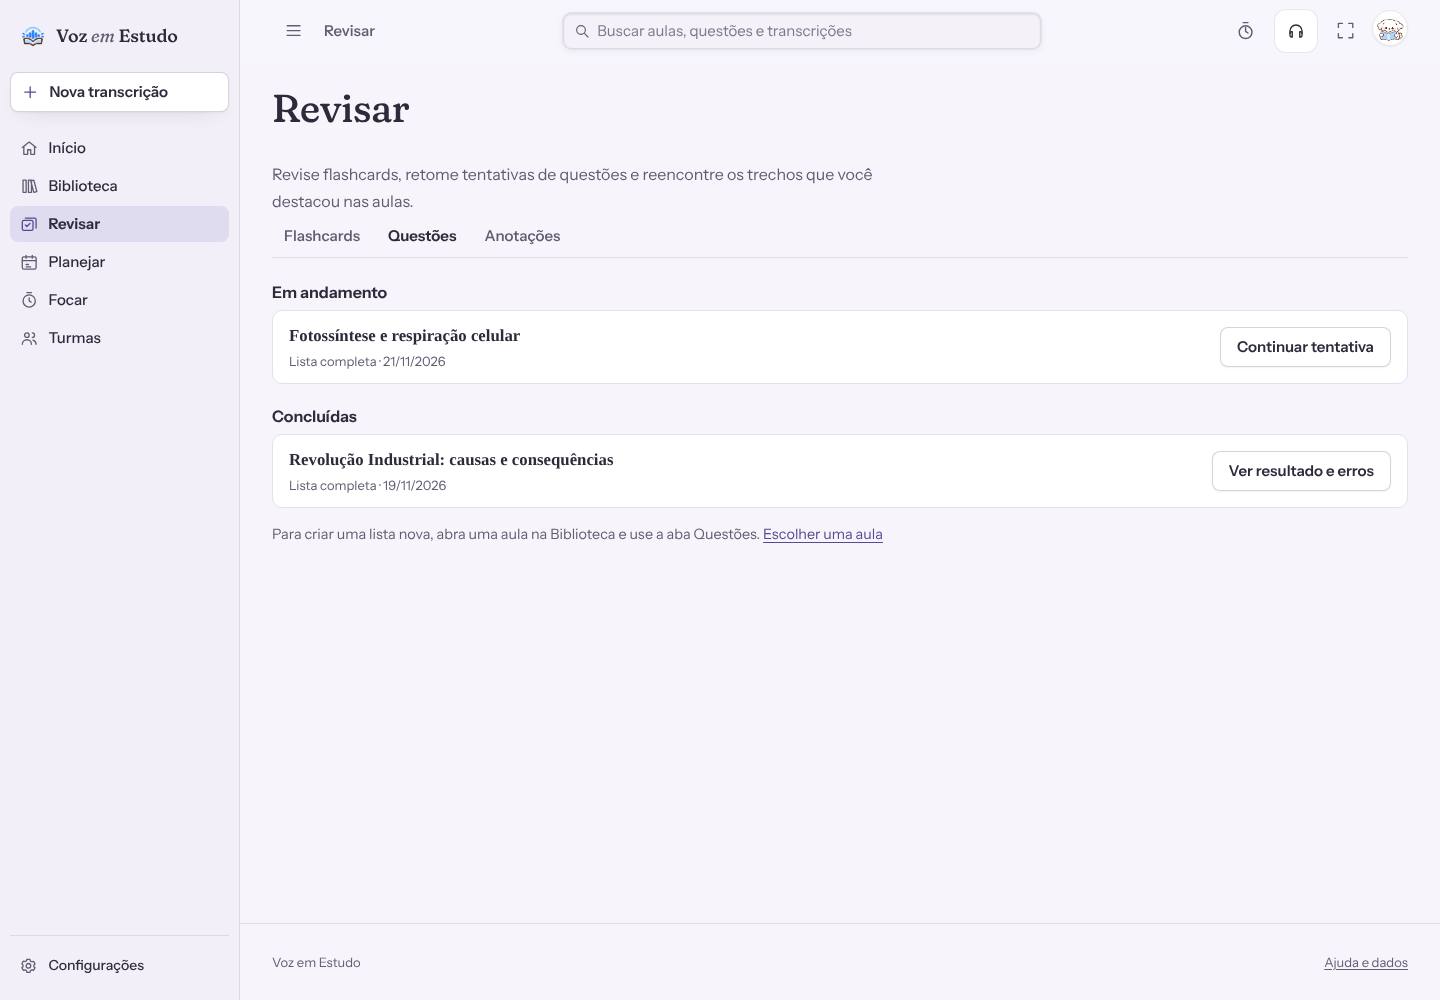 Voz em Estudo
Nova transcrição
Início
Biblioteca
Revisar
Planejar
Focar
Turmas
Configurações
Revisar
Buscar aulas, questões e transcrições
Revisar
Revise flashcards, retome tentativas de questões e reencontre os trechos que você
destacou nas aulas.
Flashcards Questões Anotações
Em andamento
Fotossíntese e respiração celular
Lista completa · 21/11/2026
Continuar tentativa
Concluídas
Revolução Industrial: causas e consequências
Lista completa · 19/11/2026
Ver resultado e erros
Para criar uma lista nova, abra uma aula na Biblioteca e use a aba Questões. Escolher uma aula
Voz em Estudo
Ajuda e dados